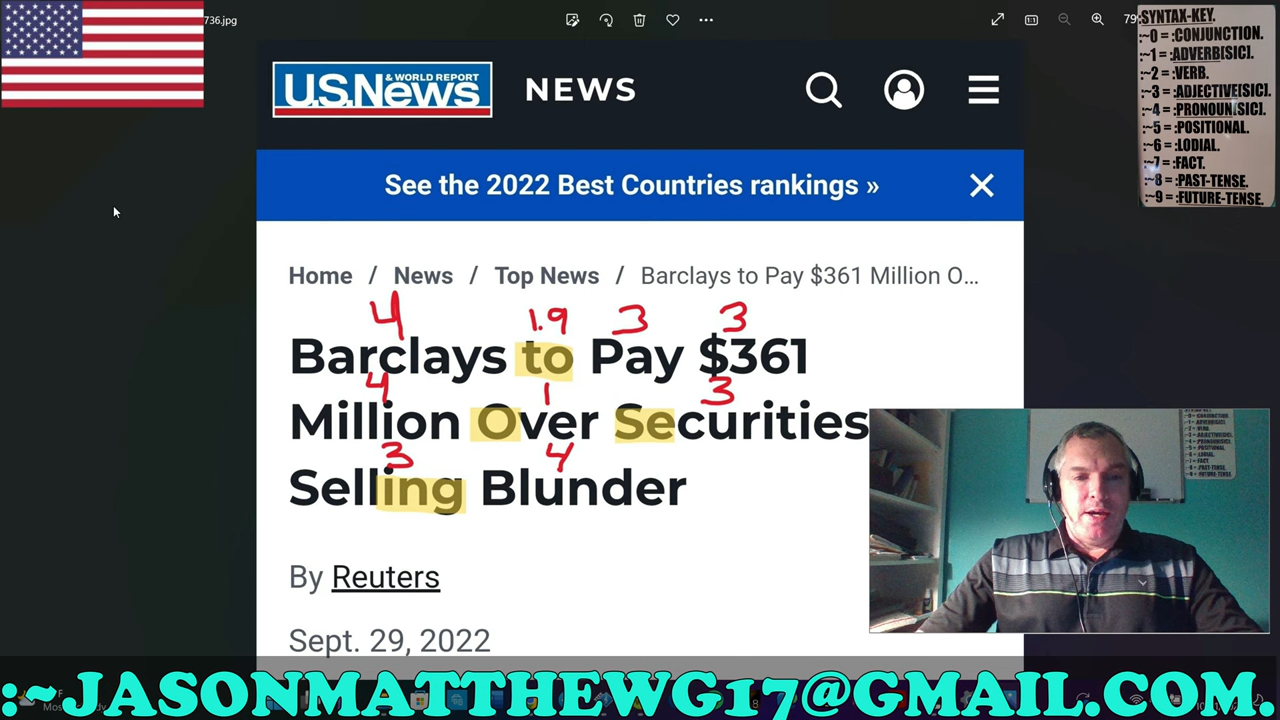 736.jpg
79
SYNTAX-KEY.
:~0 = :CONJUNCTION.
:~1 = :ADVERB[SIC].
:~2 = :VERB.
:~3 = :ADJECTIVE[SIC].
:~4 = :PRONOUN[SIC].
:~5 = :POSITIONAL.
:~6 = :LODIAL.
:~7 = :FACT.
:~8 = :PAST-TENSE.
:~9 = :FUTURE-TENSE.
U.S.News & WORLD REPORT NEWS
See the 2022 Best Countries rankings »
Home / News / Top News / Barclays to Pay $361 Million O...
4 1.9 3 3
Barclays to Pay $361
4 1 3
Million Over Securities
3 4
Selling Blunder
By Reuters
Sept. 29, 2022
:~JASONMATTHEWG17@GMAIL.COM.